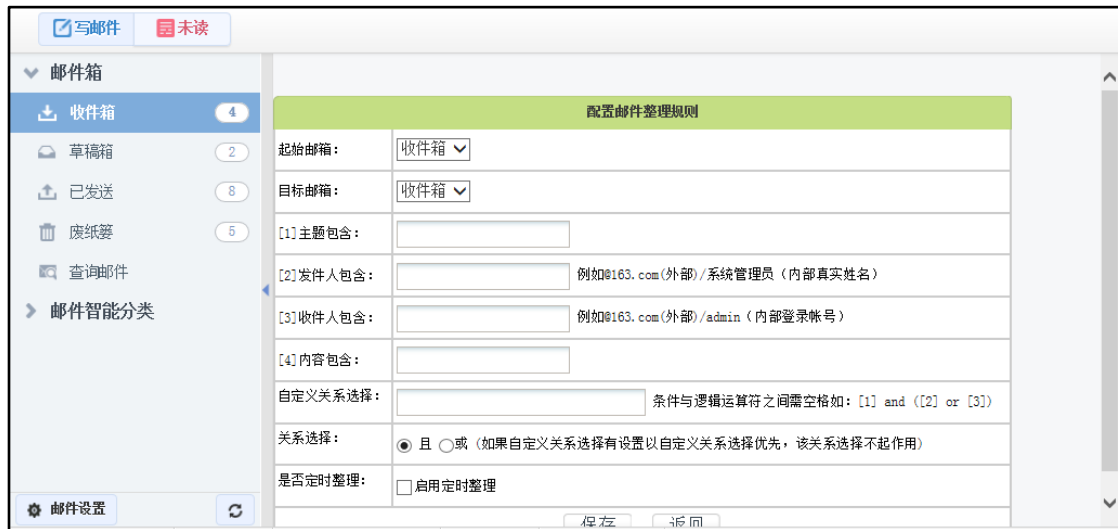 写邮件 未读
邮件箱
收件箱 4
草稿箱 2
已发送 8
废纸篓 5
查询邮件
邮件智能分类
邮件设置
配置邮件整理规则
起始邮箱: 收件箱
目标邮箱: 收件箱
[1]主题包含:
[2]发件人包含: 例如@163.com(外部)/系统管理员（内部真实姓名）
[3]收件人包含: 例如@163.com(外部)/admin（内部登录帐号）
[4]内容包含:
自定义关系选择: 条件与逻辑运算符之间需空格如: [1] and ([2] or [3])
关系选择: 且 或（如果自定义关系选择有设置以自定义关系选择优先，该关系选择不起作用）
是否定时整理: 启用定时整理
保存 返回